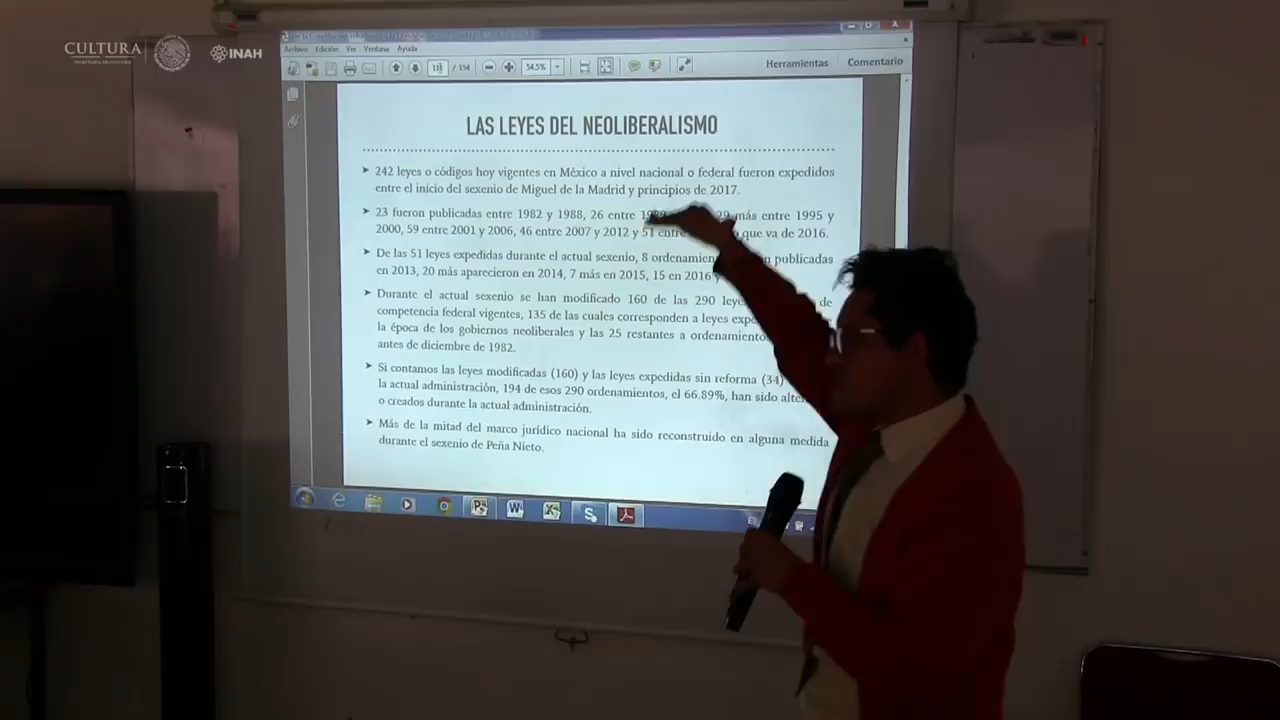 CULTURA
SECRETARÍA DE CULTURA
INAH
Archivo Edición Ver Ventana Ayuda
113 / 154
54.5%
Herramientas
Comentario
LAS LEYES DEL NEOLIBERALISMO
➤ 242 leyes o códigos hoy vigentes en México a nivel nacional o federal fueron expedidos
entre el inicio del sexenio de Miguel de la Madrid y principios de 2017.
➤ 23 fueron publicadas entre 1982 y 1988, 26 entre más entre 1995 y
2000, 59 entre 2001 y 2006, 46 entre 2007 y 2012 y 51 entre que va de 2016.
➤ De las 51 leyes expedidas durante el actual sexenio, 8 publicadas
en 2013, 20 más aparecieron en 2014, 7 más en 2015, 15 en 2016
➤ Durante el actual sexenio se han modificado 160 de las 290 de
competencia federal vigentes, 135 de las cuales corresponden a leyes
la época de los gobiernos neoliberales y las 25 restantes a
antes de diciembre de 1982.
➤ Si contamos las leyes modificadas (160) y las leyes expedidas sin reforma (34)
la actual administración, 194 de esos 290 ordenamientos, el 66.89%, han sido
o creados durante la actual administración.
➤ Más de la mitad del marco jurídico nacional ha sido reconstruido en alguna medida
durante el sexenio de Peña Nieto.